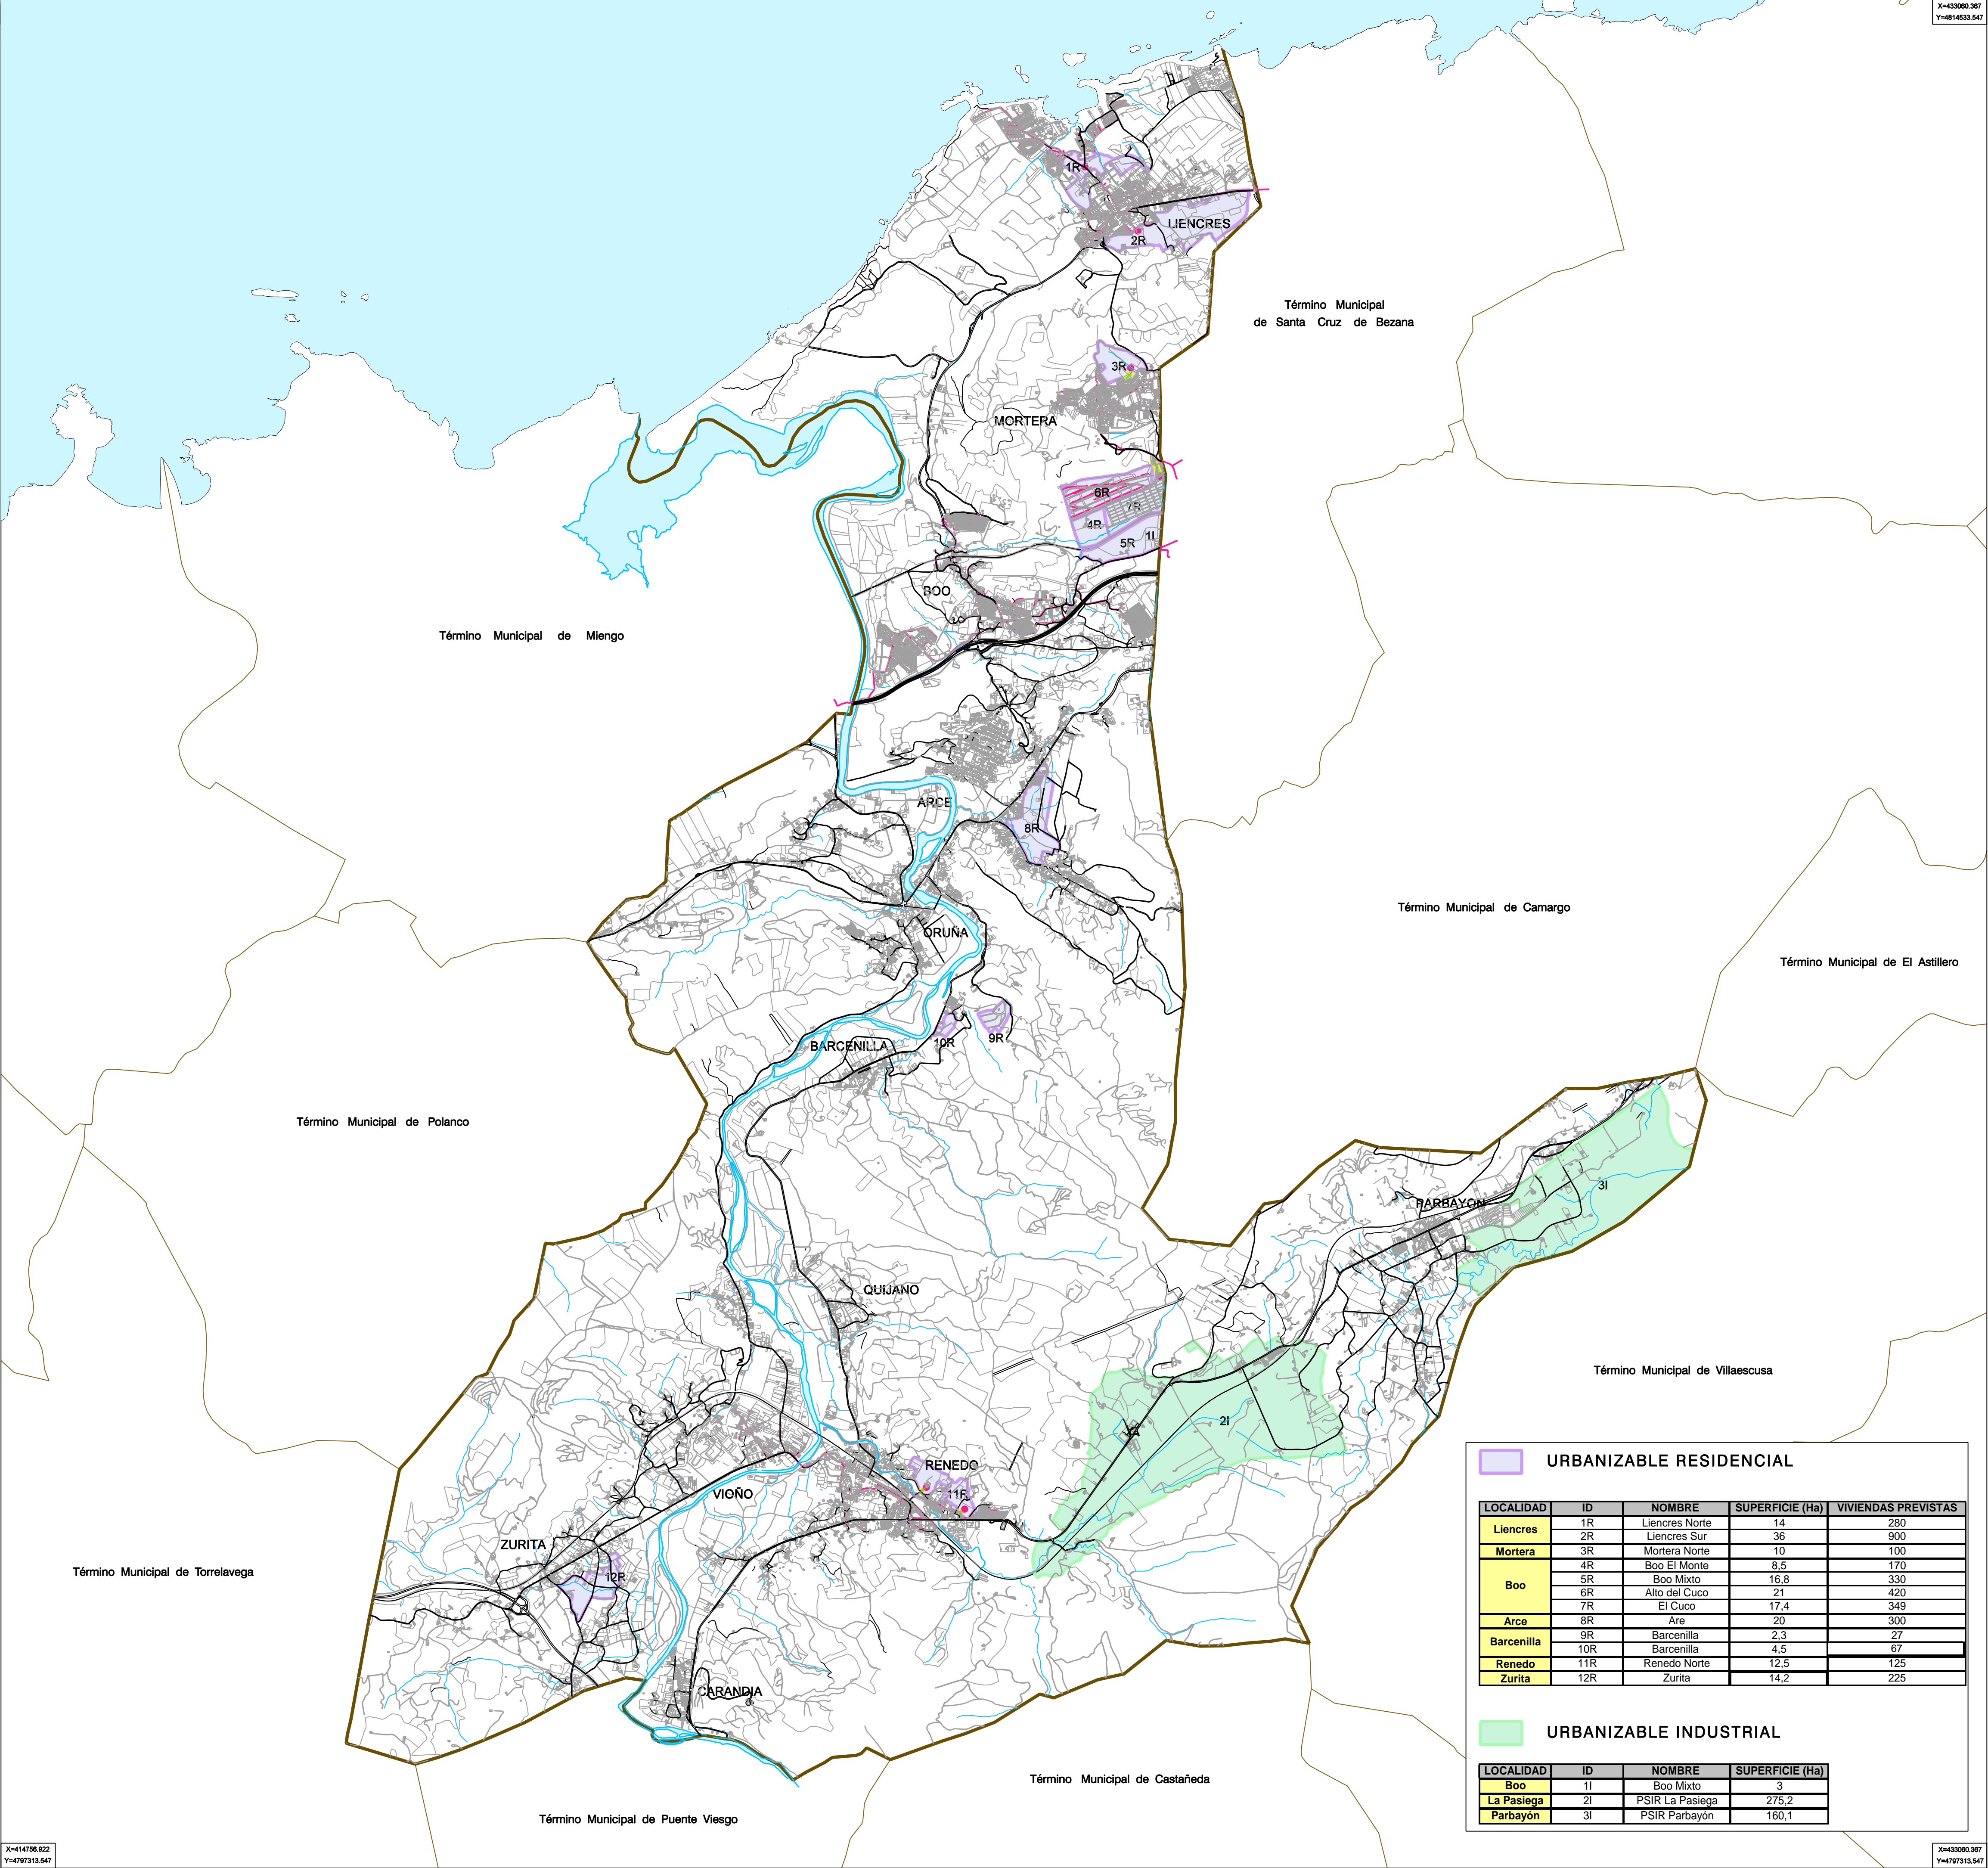 X=433060.367
Y=4814533.547
1R
LIENCRES
2R
Término Municipal
de Santa Cruz de Bezana
3R
MORTERA
6R
7R
4R
5R
1I
BOO
Término Municipal de Miengo
ARCE
8R
Término Municipal de Camargo
ORUÑA
Término Municipal de El Astillero
10R
9R
BARCENILLA
Término Municipal de Polanco
3I
PARBAYON
QUIJANO
Término Municipal de Villaescusa
2I
RENEDO
11R
VIOÑO
ZURITA
12R
Término Municipal de Torrelavega
CARANDIA
Término Municipal de Castañeda
Término Municipal de Puente Viesgo
URBANIZABLE RESIDENCIAL
LOCALIDAD ID NOMBRE SUPERFICIE (Ha) VIVIENDAS PREVISTAS
Liencres 1R Liencres Norte 14 280
2R Liencres Sur 36 900
Mortera 3R Mortera Norte 10 100
Boo 4R Boo El Monte 8,5 170
5R Boo Mixto 16,8 330
6R Alto del Cuco 21 420
7R El Cuco 17,4 349
Arce 8R Are 20 300
Barcenilla 9R Barcenilla 2,3 27
10R Barcenilla 4,5 67
Renedo 11R Renedo Norte 12,5 125
Zurita 12R Zurita 14,2 225
URBANIZABLE INDUSTRIAL
LOCALIDAD ID NOMBRE SUPERFICIE (Ha)
Boo 1I Boo Mixto 3
La Pasiega 2I PSIR La Pasiega 275,2
Parbayón 3I PSIR Parbayón 160,1
X=414756.922
Y=4797313.547
X=433060.367
Y=4797313.547